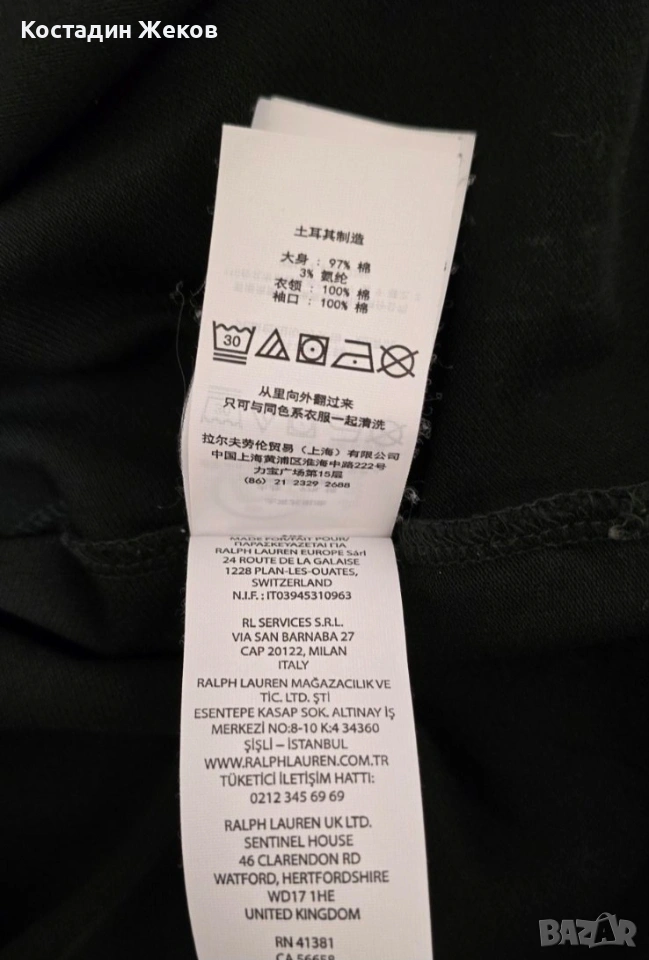 Костадин Жеков
土耳其制造
大身 : 97% 棉
3% 氨纶
衣领 : 100% 棉
袖口 : 100% 棉
30
从里向外翻过来
只可与同色系衣服一起清洗
拉尔夫劳伦贸易（上海）有限公司
中国上海黄浦区淮海中路222号
力宝广场第15层
(86) 21 2329 2688
MADE FOR/FAIT POUR/
ΠΑΡΑΣΚΕΥΑΖΕΤΑΙ ΓΙΑ
RALPH LAUREN EUROPE Sárl
24 ROUTE DE LA GALAISE
1228 PLAN-LES-OUATES,
SWITZERLAND
N.I.F. : IT03945310963
RL SERVICES S.R.L.
VIA SAN BARNABA 27
CAP 20122, MILAN
ITALY
RALPH LAUREN MAĞAZACILIK VE
TİC. LTD. ŞTİ
ESENTEPE KASAP SOK. ALTINAY İŞ
MERKEZİ NO:8-10 K:4 34360
ŞİŞLİ – İSTANBUL
WWW.RALPHLAUREN.COM.TR
TÜKETİCİ İLETİŞİM HATTI:
0212 345 69 69
RALPH LAUREN UK LTD.
SENTINEL HOUSE
46 CLARENDON RD
WATFORD, HERTFORDSHIRE
WD17 1HE
UNITED KINGDOM
RN 41381
CA 56658
BAZAR